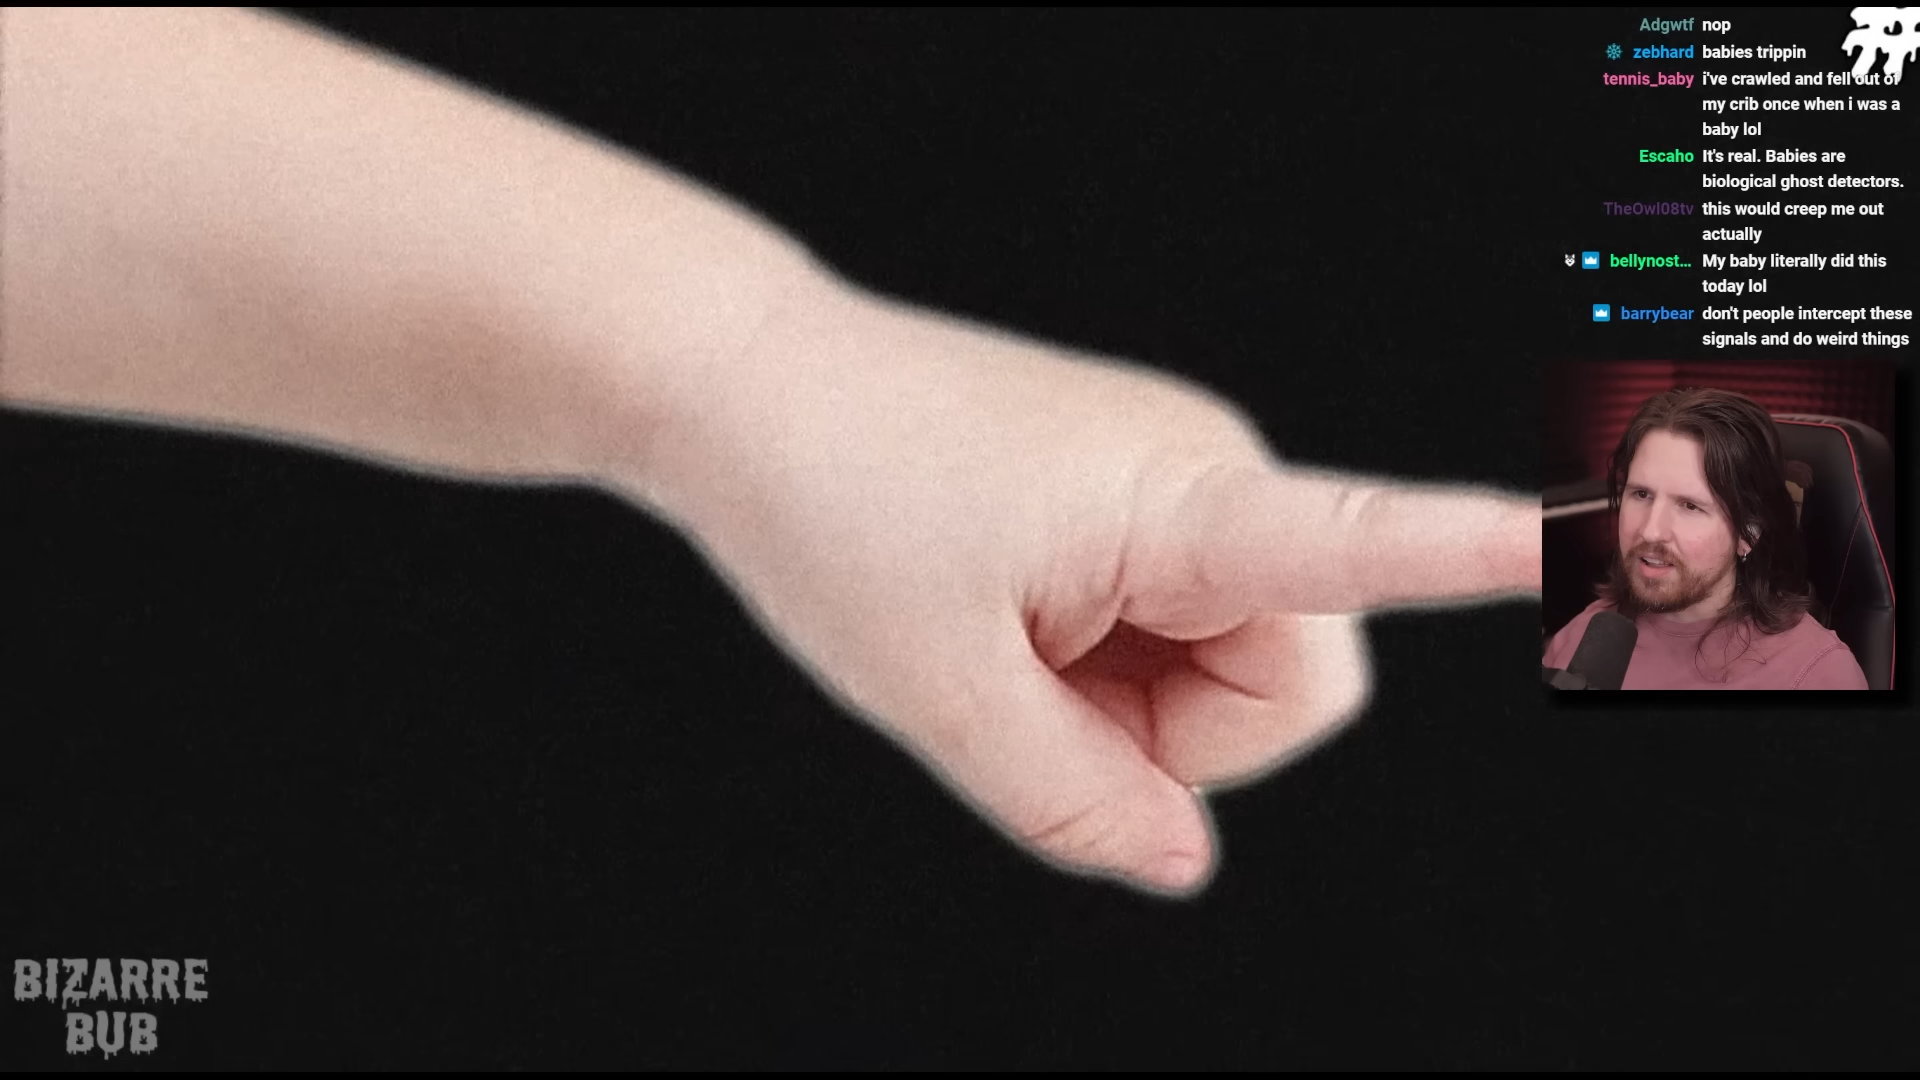 Adgwtf nop
zebhard babies trippin
tennis_baby i've crawled and fell out of
my crib once when i was a
baby lol
Escaho It's real. Babies are
biological ghost detectors.
TheOwl08tv this would creep me out
actually
bellynost... My baby literally did this
today lol
barrybear don't people intercept these
signals and do weird things
BIZARRE
BUB